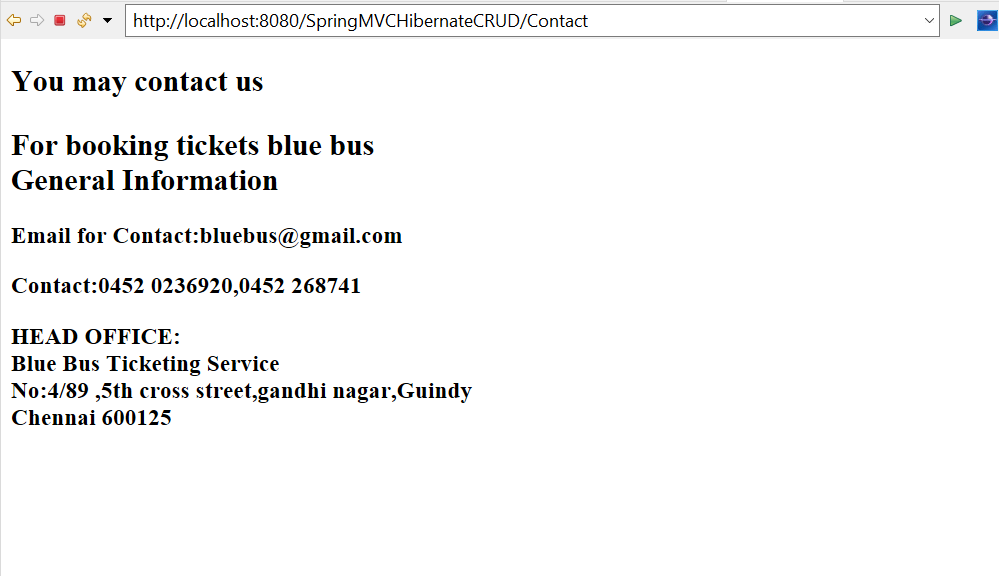 http://localhost:8080/SpringMVCHibernateCRUD/Contact
You may contact us
For booking tickets blue bus
General Information
Email for Contact:bluebus@gmail.com
Contact:0452 0236920,0452 268741
HEAD OFFICE:
Blue Bus Ticketing Service
No:4/89 ,5th cross street,gandhi nagar,Guindy
Chennai 600125